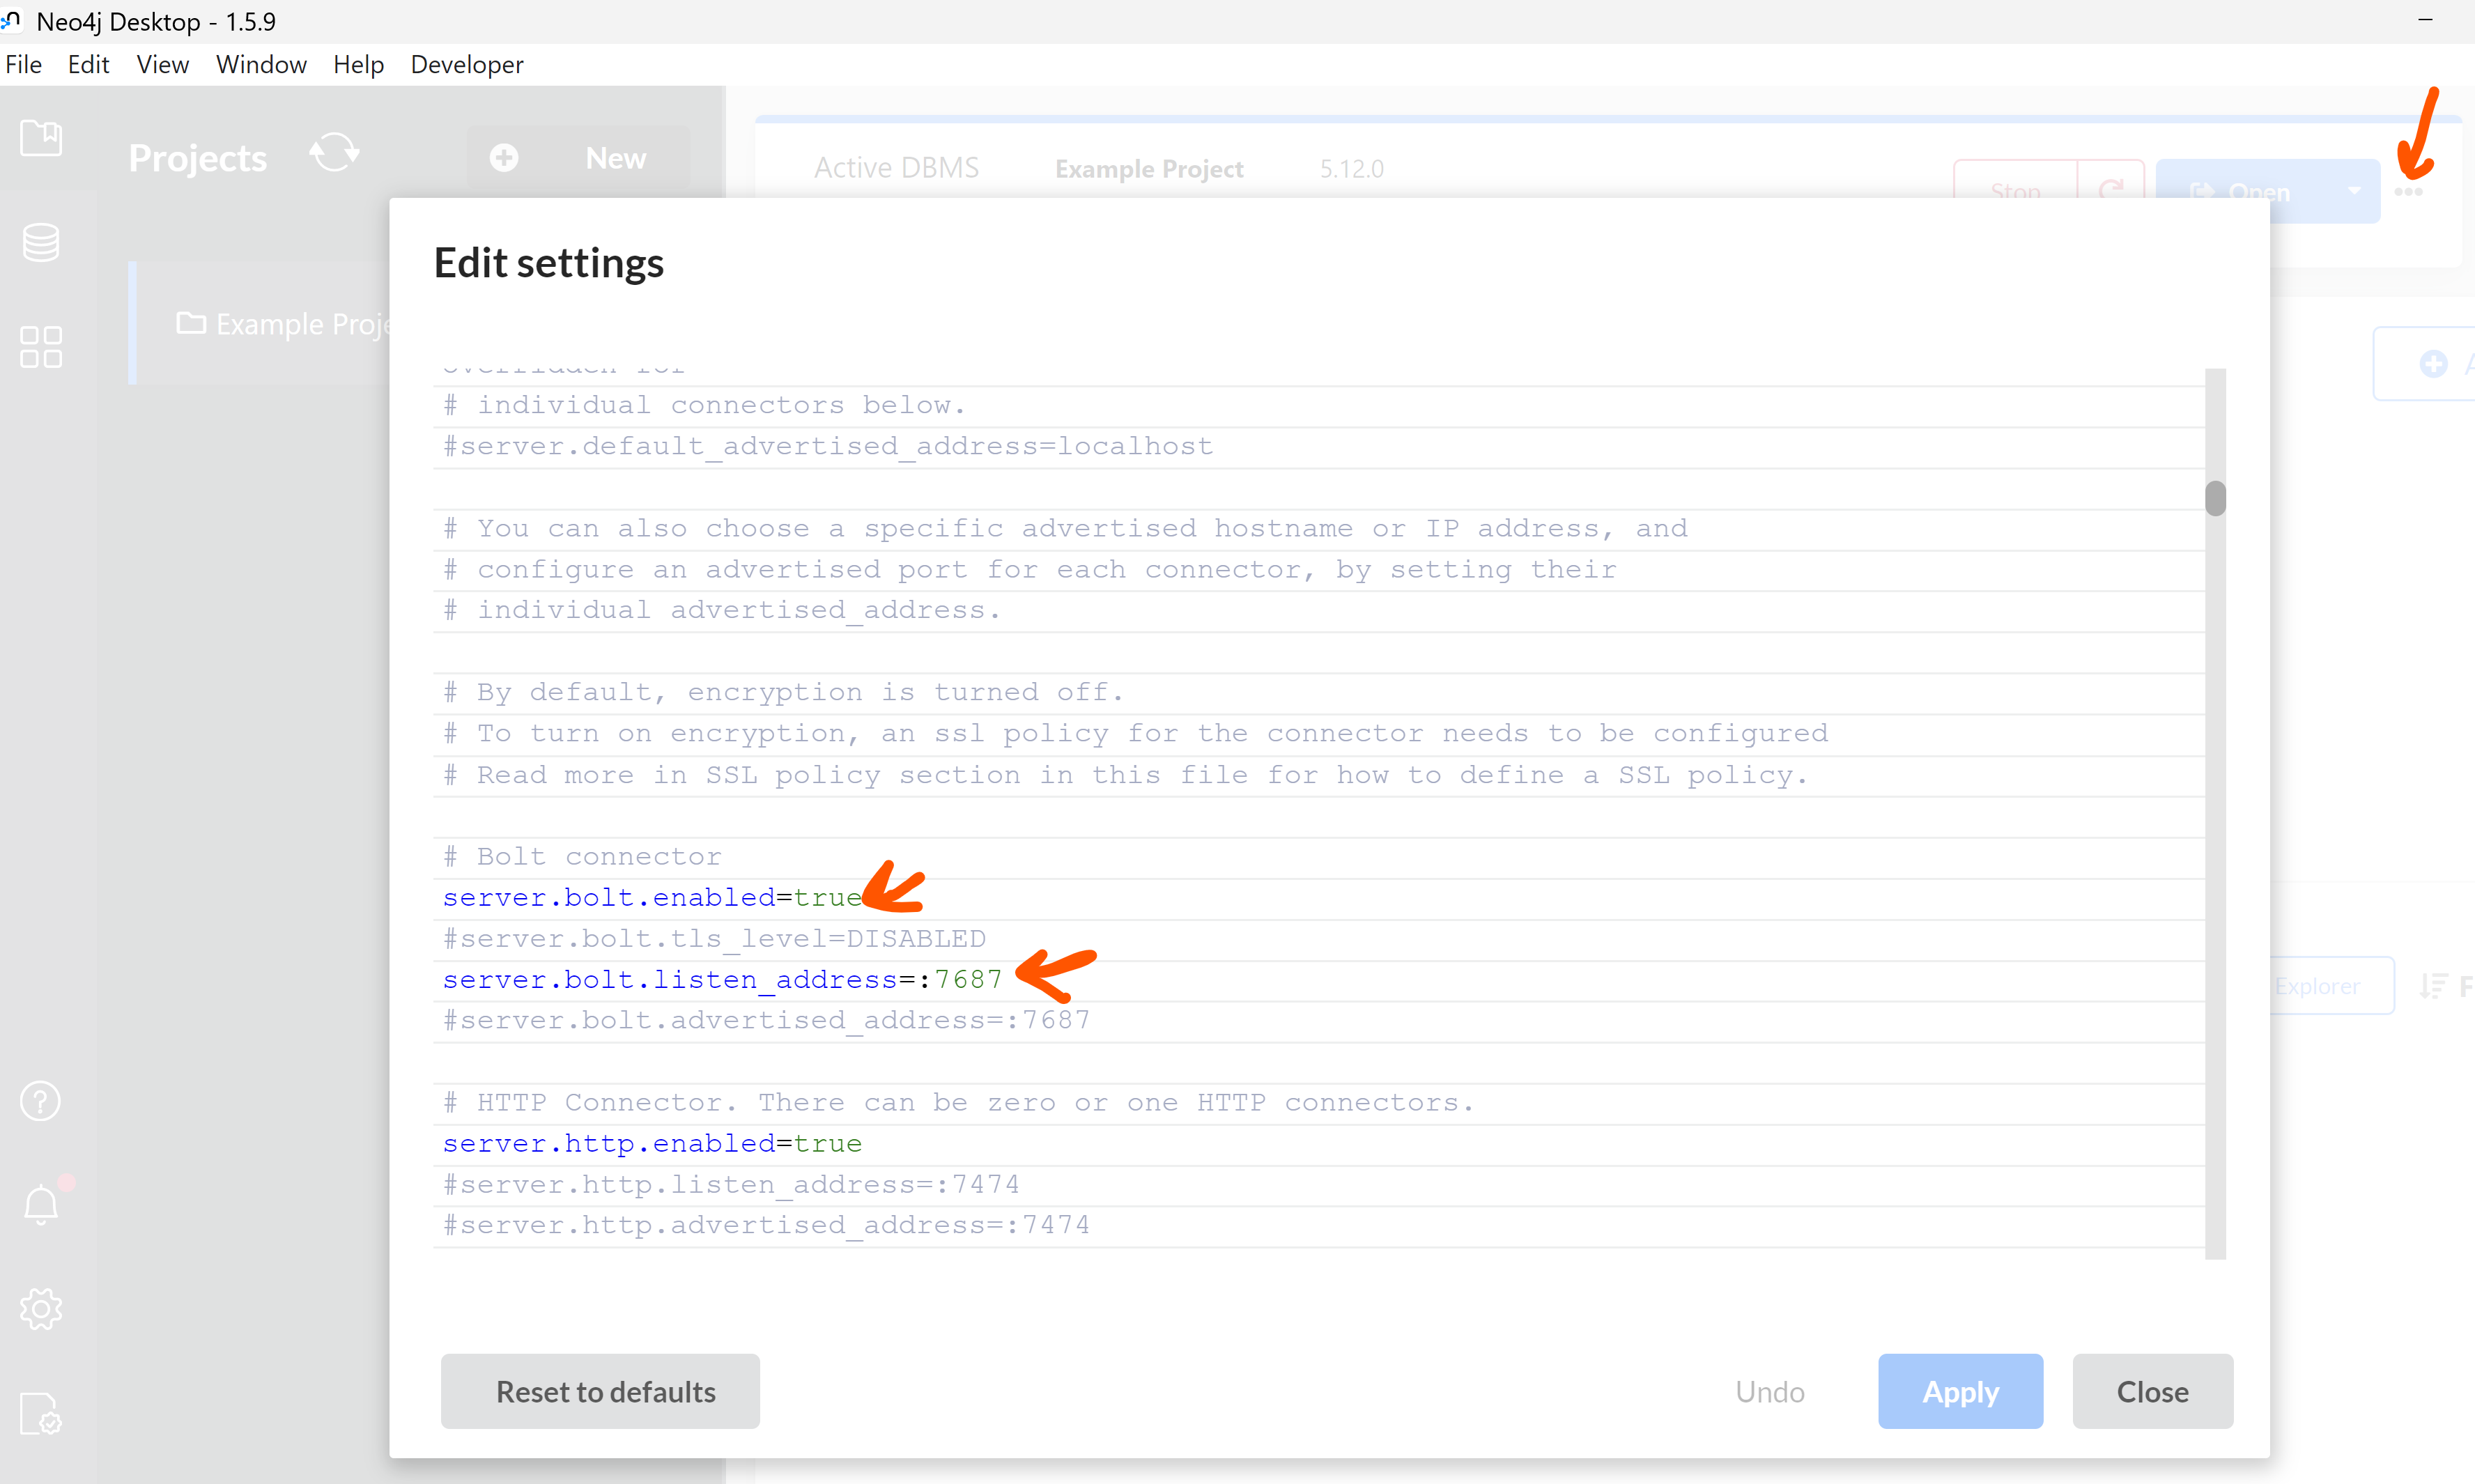 Neo4j Desktop - 1.5.9
File Edit View Window Help Developer
Projects
New
Active DBMS Example Project 5.12.0
Stop
Open
Example Proje
Edit settings
overridden for
# individual connectors below.
#server.default_advertised_address=localhost
# You can also choose a specific advertised hostname or IP address, and
# configure an advertised port for each connector, by setting their
# individual advertised_address.
# By default, encryption is turned off.
# To turn on encryption, an ssl policy for the connector needs to be configured
# Read more in SSL policy section in this file for how to define a SSL policy.
# Bolt connector
server.bolt.enabled=true
#server.bolt.tls_level=DISABLED
server.bolt.listen_address=:7687
#server.bolt.advertised_address=:7687
Explorer
F
# HTTP Connector. There can be zero or one HTTP connectors.
server.http.enabled=true
#server.http.listen_address=:7474
#server.http.advertised_address=:7474
Reset to defaults
Undo
Apply
Close